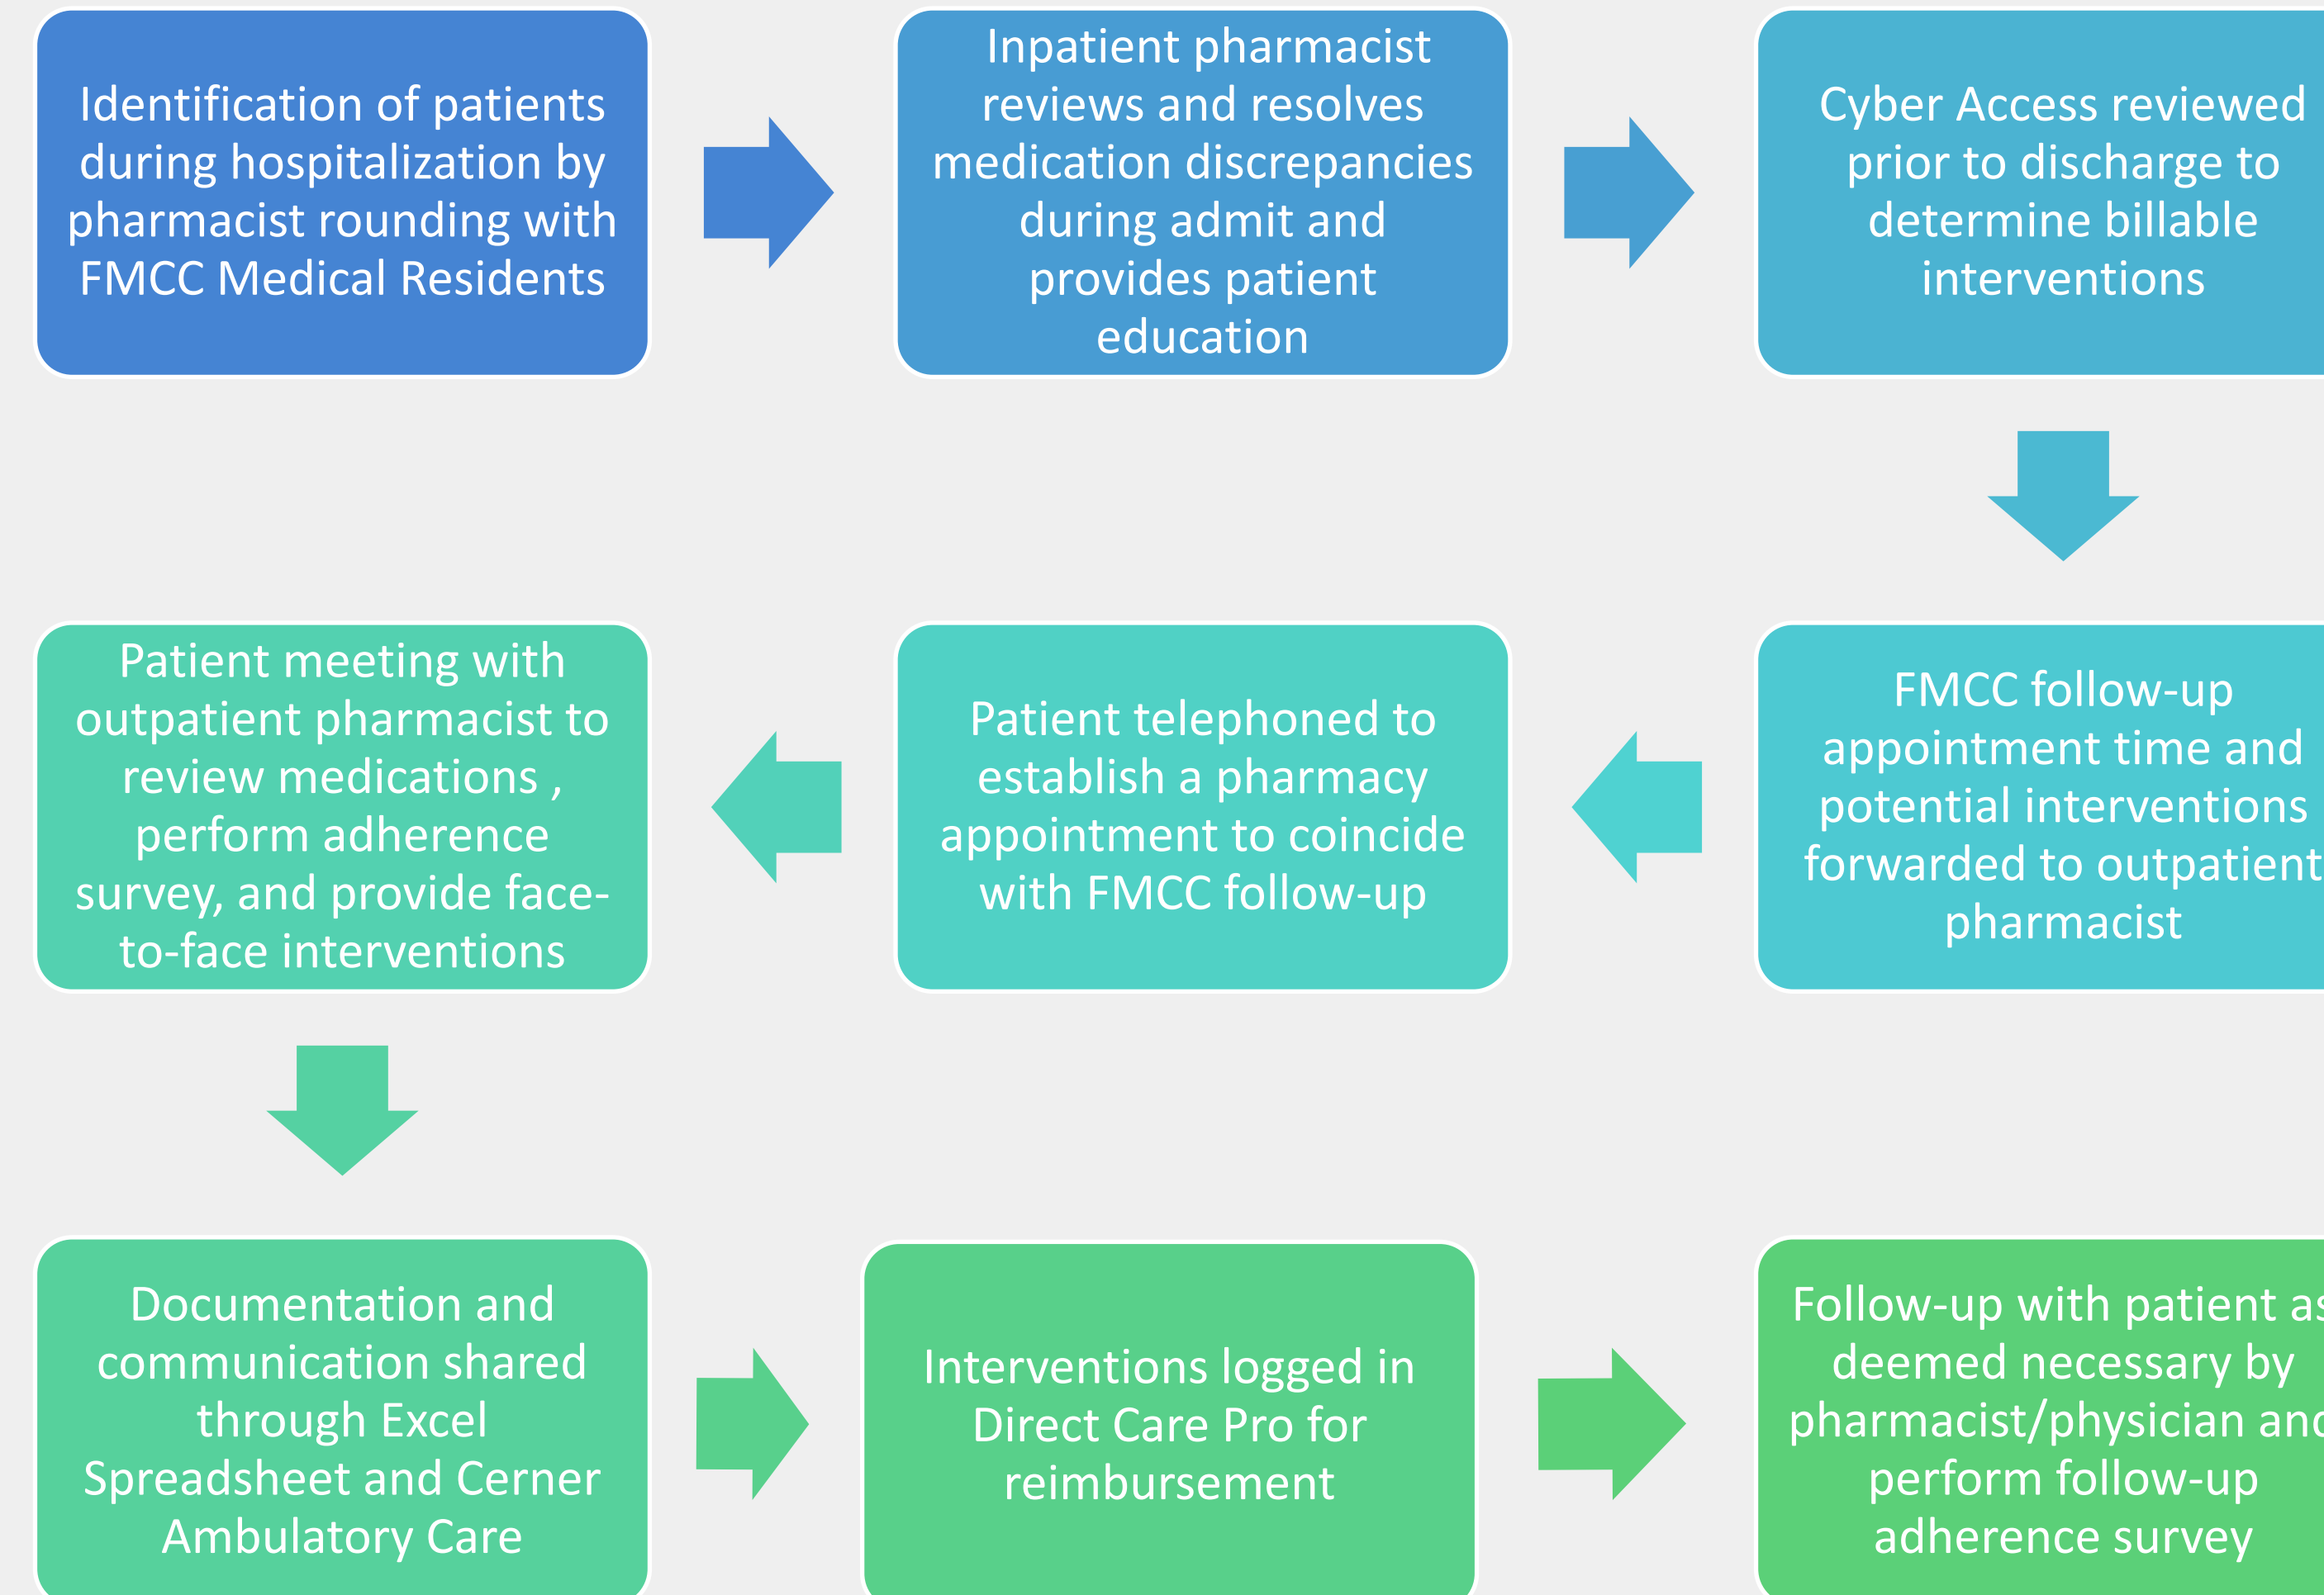 Identification of patients
during hospitalization by
pharmacist rounding with
FMCC Medical Residents
Inpatient pharmacist
reviews and resolves
medication discrepancies
during admit and
provides patient
education
Cyber Access reviewed
prior to discharge to
determine billable
interventions
FMCC follow-up
appointment time and
potential interventions
forwarded to outpatient
pharmacist
Patient telephoned to
establish a pharmacy
appointment to coincide
with FMCC follow-up
Patient meeting with
outpatient pharmacist to
review medications ,
perform adherence
survey, and provide face-
to-face interventions
Documentation and
communication shared
through Excel
Spreadsheet and Cerner
Ambulatory Care
Interventions logged in
Direct Care Pro for
reimbursement
Follow-up with patient as
deemed necessary by
pharmacist/physician and
perform follow-up
adherence survey